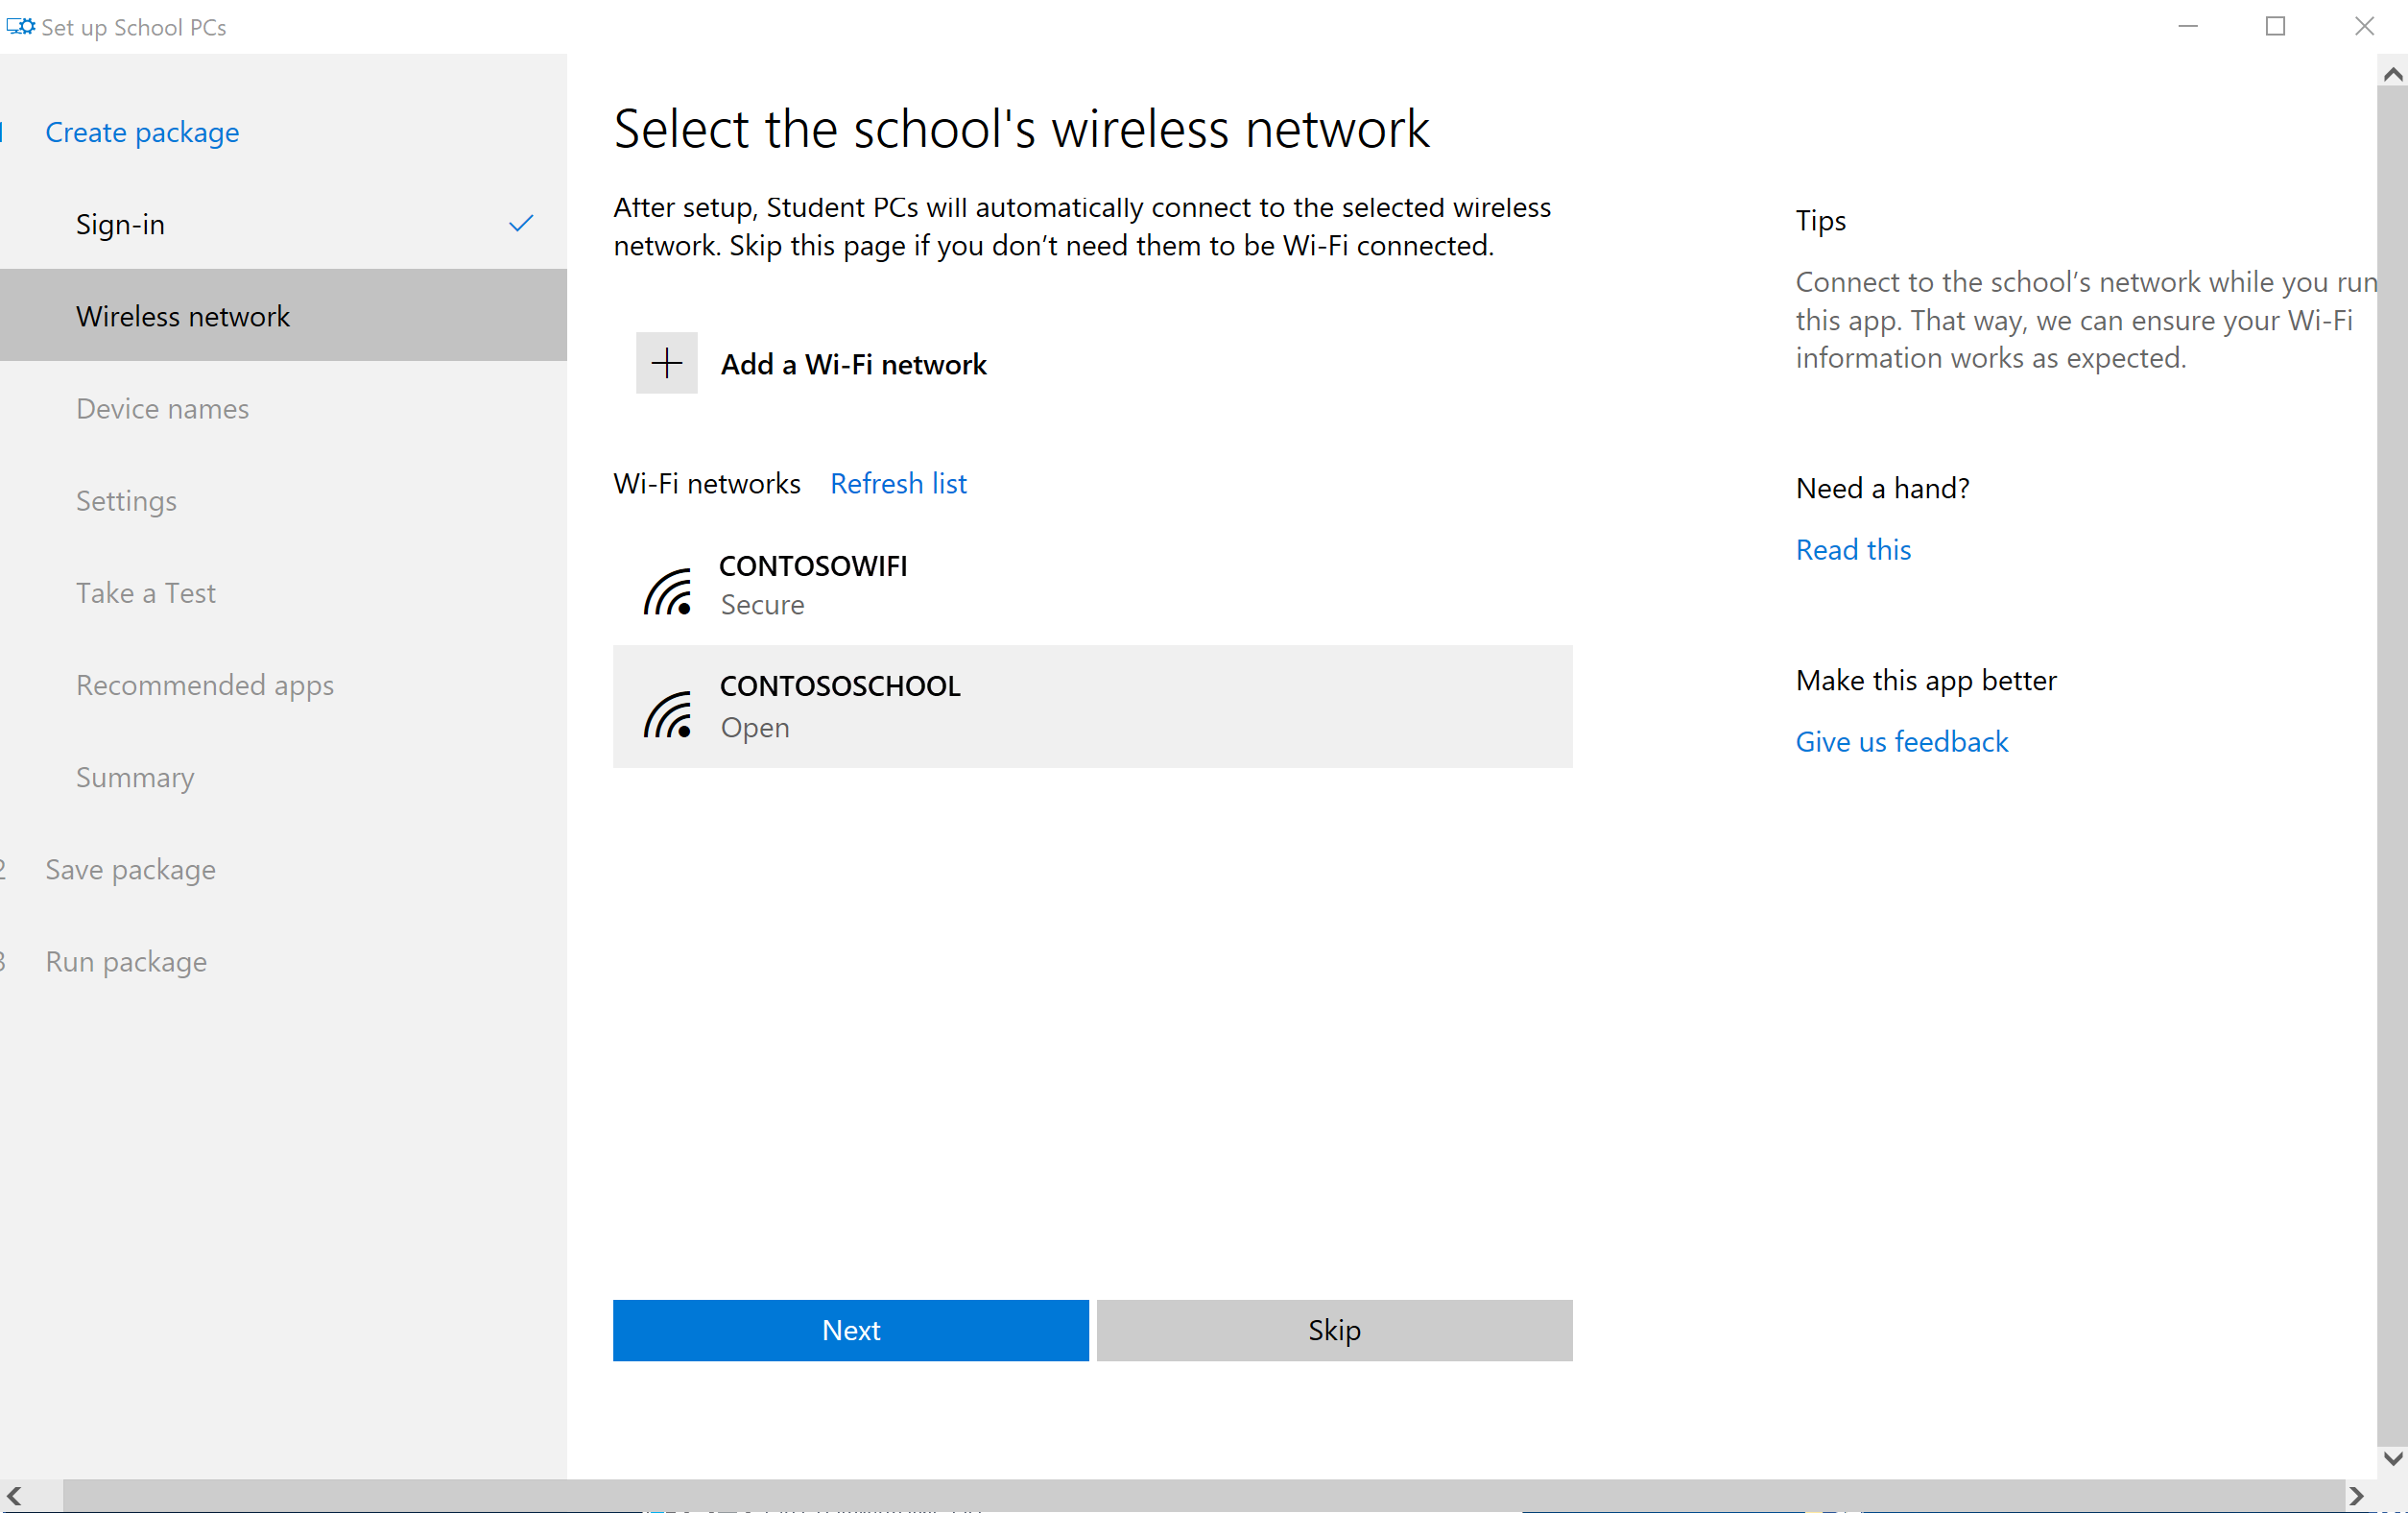 Set up School PCs
Create package
Sign-in
Wireless network
Device names
Settings
Take a Test
Recommended apps
Summary
2 Save package
3 Run package
Select the school's wireless network
After setup, Student PCs will automatically connect to the selected wireless
network. Skip this page if you don’t need them to be Wi-Fi connected.
Add a Wi-Fi network
Wi-Fi networks Refresh list
CONTOSOWIFI
Secure
CONTOSOSCHOOL
Open
Next
Skip
Tips
Connect to the school’s network while you run
this app. That way, we can ensure your Wi-Fi
information works as expected.
Need a hand?
Read this
Make this app better
Give us feedback